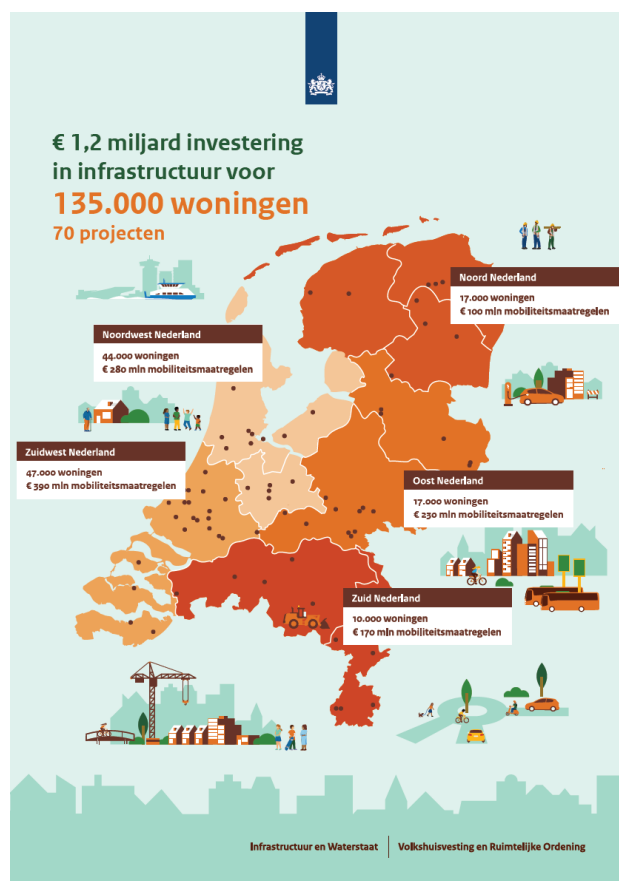 € 1,2 miljard investering
in infrastructuur voor
135.000 woningen
70 projecten
Noord Nederland
17.000 woningen
€ 100 mln mobiliteitsmaatregelen
Noordwest Nederland
44.000 woningen
€ 280 mln mobiliteitsmaatregelen
Zuidwest Nederland
47.000 woningen
€ 390 mln mobiliteitsmaatregelen
Oost Nederland
17.000 woningen
€ 230 mln mobiliteitsmaatregelen
Zuid Nederland
10.000 woningen
€ 170 mln mobiliteitsmaatregelen
Infrastructuur en Waterstaat | Volkshuisvesting en Ruimtelijke Ordening